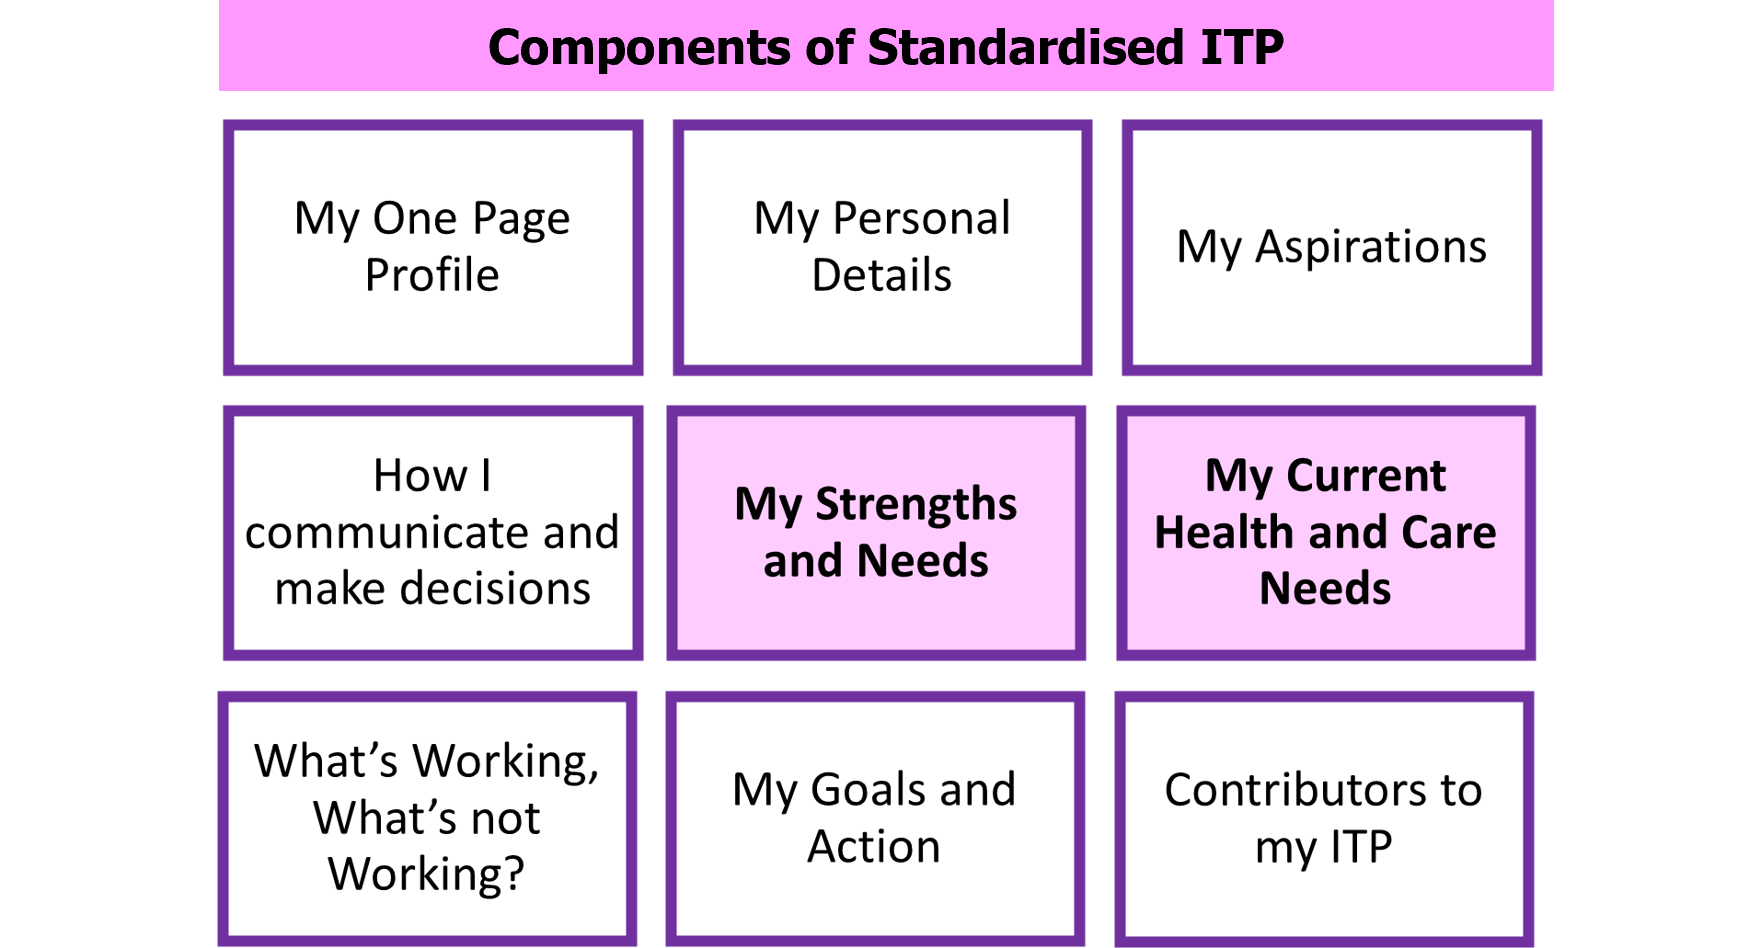 Components of Standardised ITP
My One Page
Profile
My Personal
Details
My Aspirations
How I
communicate and
make decisions
My Strengths
and Needs
My Current
Health and Care
Needs
What’s Working,
What’s not
Working?
My Goals and
Action
Contributors to
my ITP